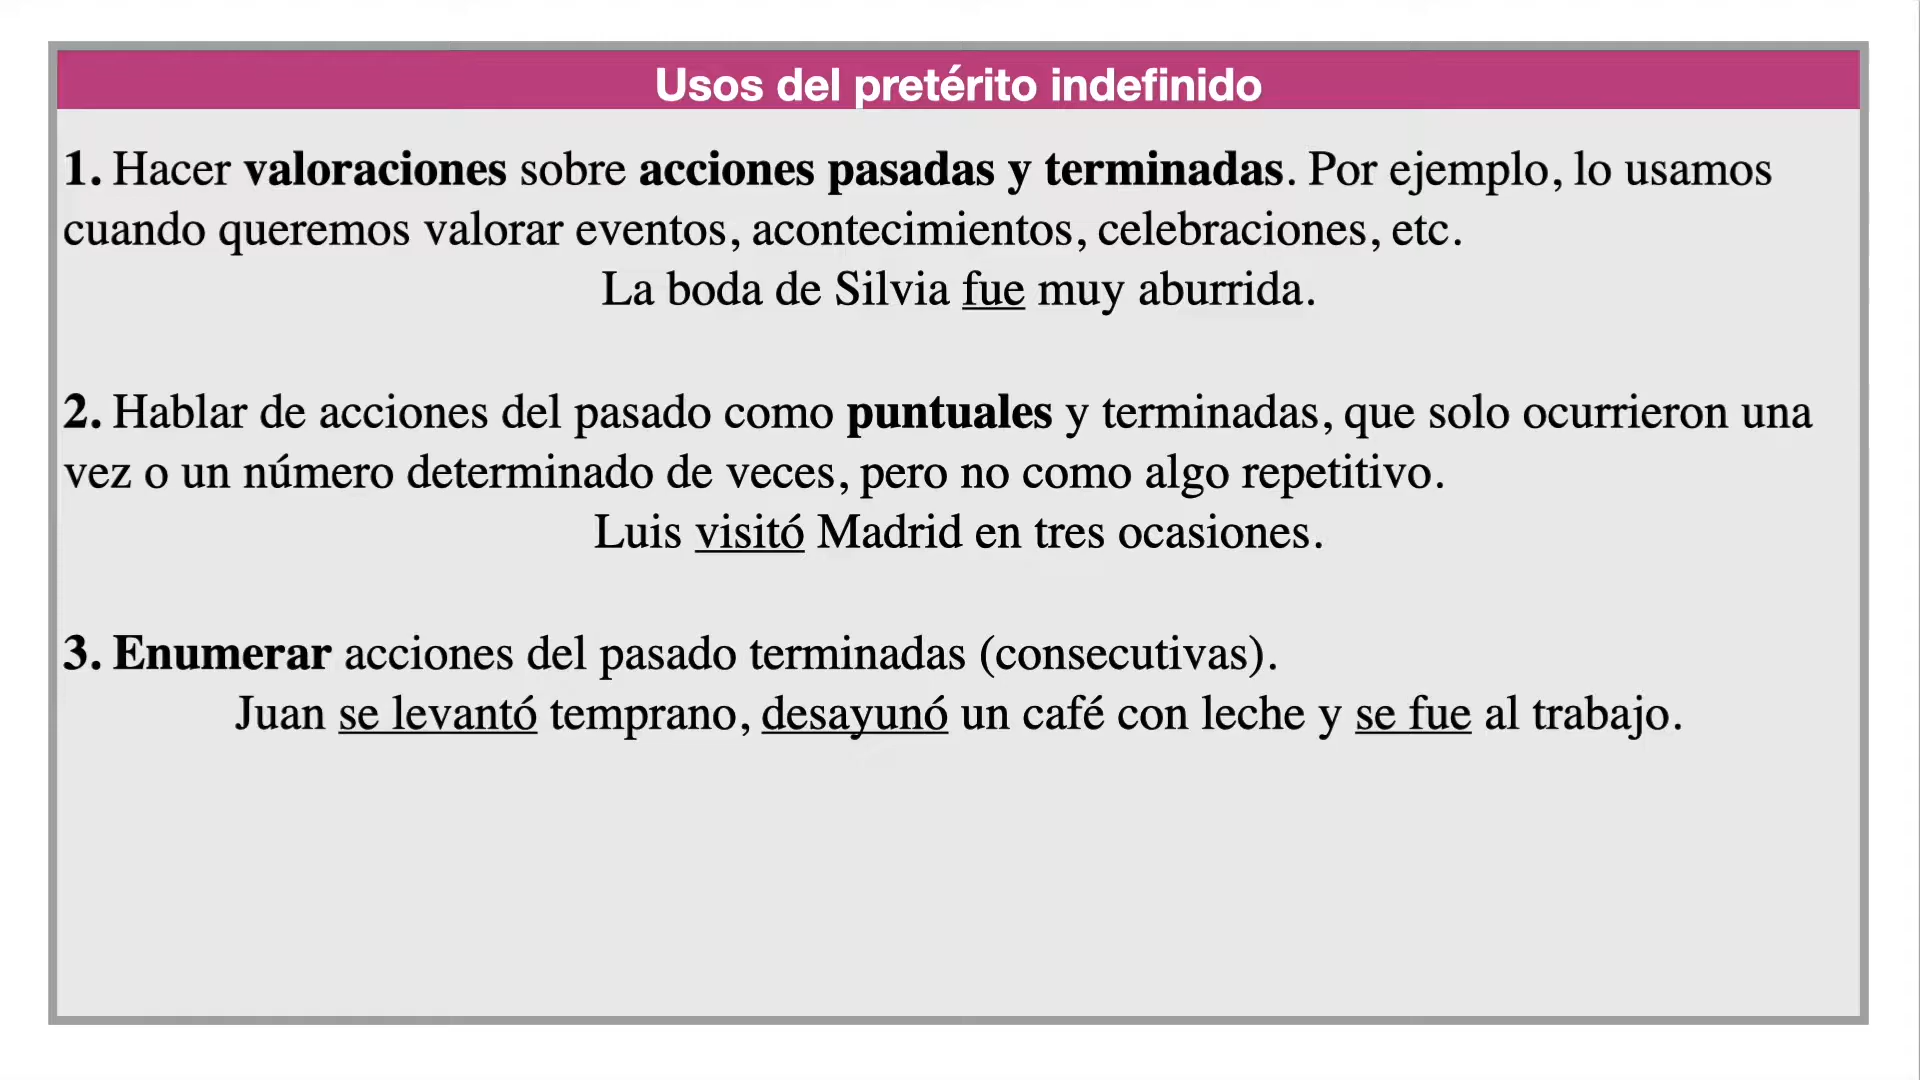 Usos del pretérito indefinido
1. Hacer valoraciones sobre acciones pasadas y terminadas. Por ejemplo, lo usamos
cuando queremos valorar eventos, acontecimientos, celebraciones, etc.
La boda de Silvia fue muy aburrida.
2. Hablar de acciones del pasado como puntuales y terminadas, que solo ocurrieron una
vez o un número determinado de veces, pero no como algo repetitivo.
Luis visitó Madrid en tres ocasiones.
3. Enumerar acciones del pasado terminadas (consecutivas).
Juan se levantó temprano, desayunó un café con leche y se fue al trabajo.